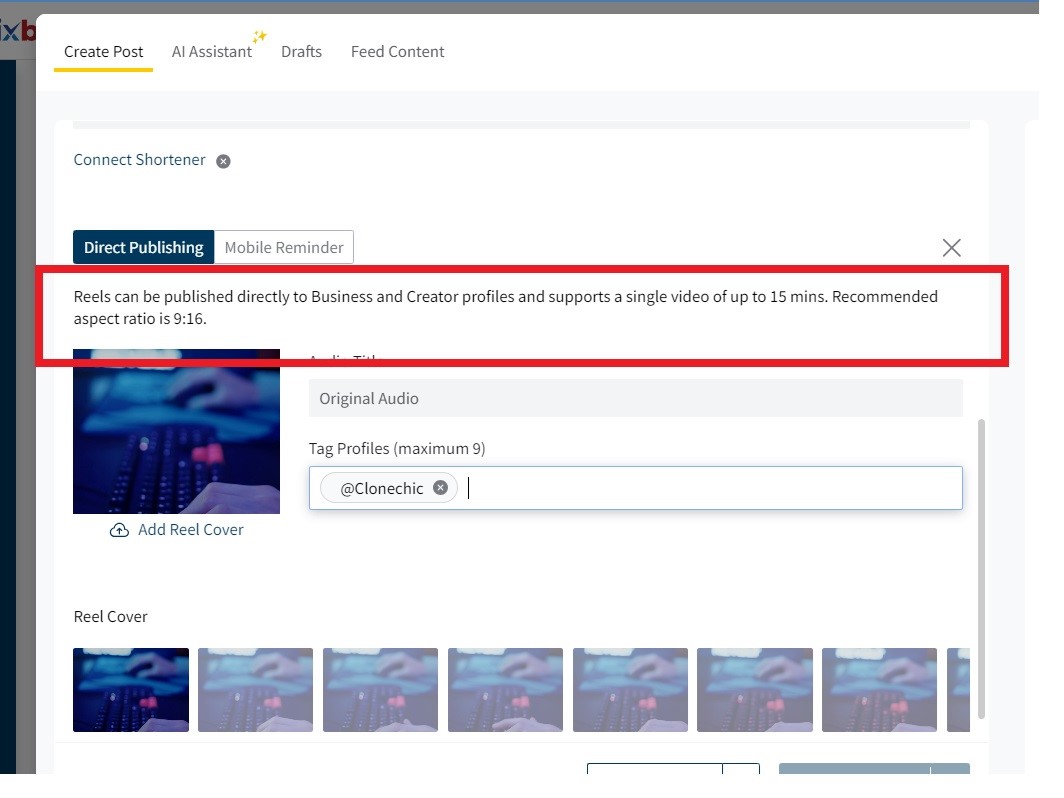 Create Post
AI Assistant
Drafts
Feed Content
Connect Shortener
Direct Publishing
Mobile Reminder
Reels can be published directly to Business and Creator profiles and supports a single video of up to 15 mins. Recommended
aspect ratio is 9:16.
Audio Title
Original Audio
Tag Profiles (maximum 9)
@Clonechic
Add Reel Cover
Reel Cover